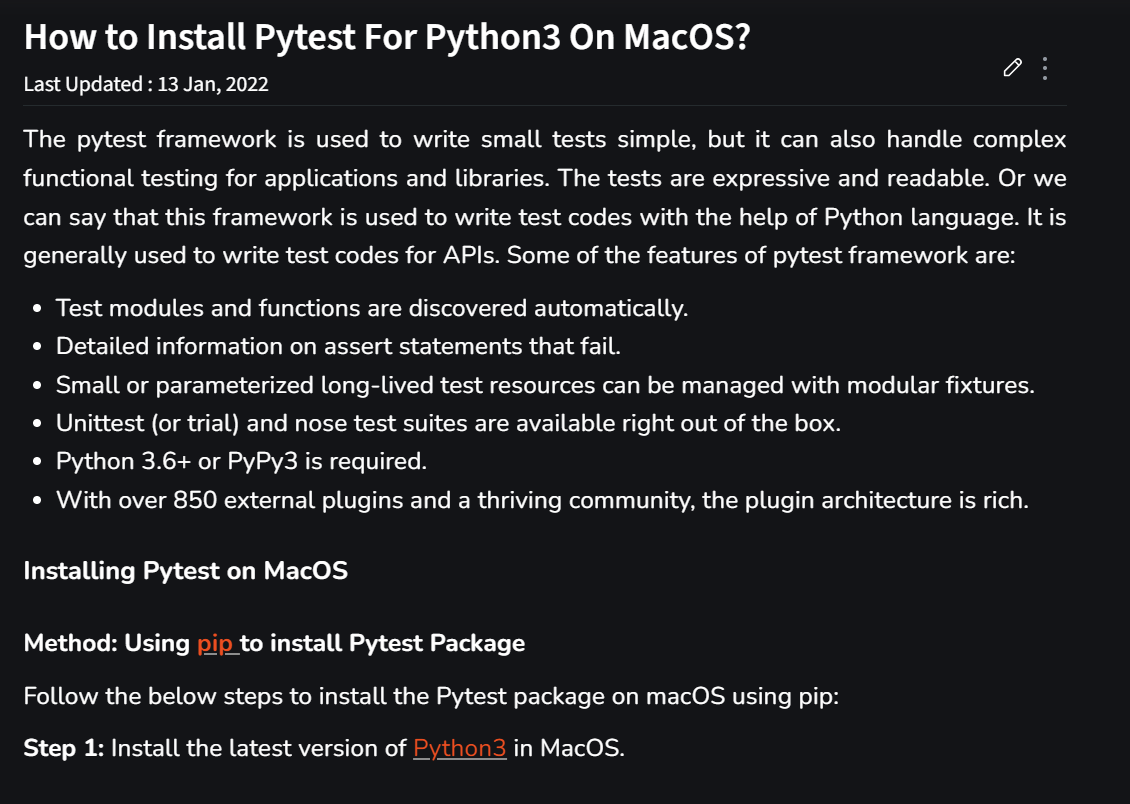 How to Install Pytest For Python3 On MacOS?
Last Updated : 13 Jan, 2022
The pytest framework is used to write small tests simple, but it can also handle complex
functional testing for applications and libraries. The tests are expressive and readable. Or we
can say that this framework is used to write test codes with the help of Python language. It is
generally used to write test codes for APIs. Some of the features of pytest framework are:
• Test modules and functions are discovered automatically.
• Detailed information on assert statements that fail.
• Small or parameterized long-lived test resources can be managed with modular fixtures.
• Unittest (or trial) and nose test suites are available right out of the box.
• Python 3.6+ or PyPy3 is required.
• With over 850 external plugins and a thriving community, the plugin architecture is rich.
Installing Pytest on MacOS
Method: Using pip to install Pytest Package
Follow the below steps to install the Pytest package on macOS using pip:
Step 1: Install the latest version of Python3 in MacOS.